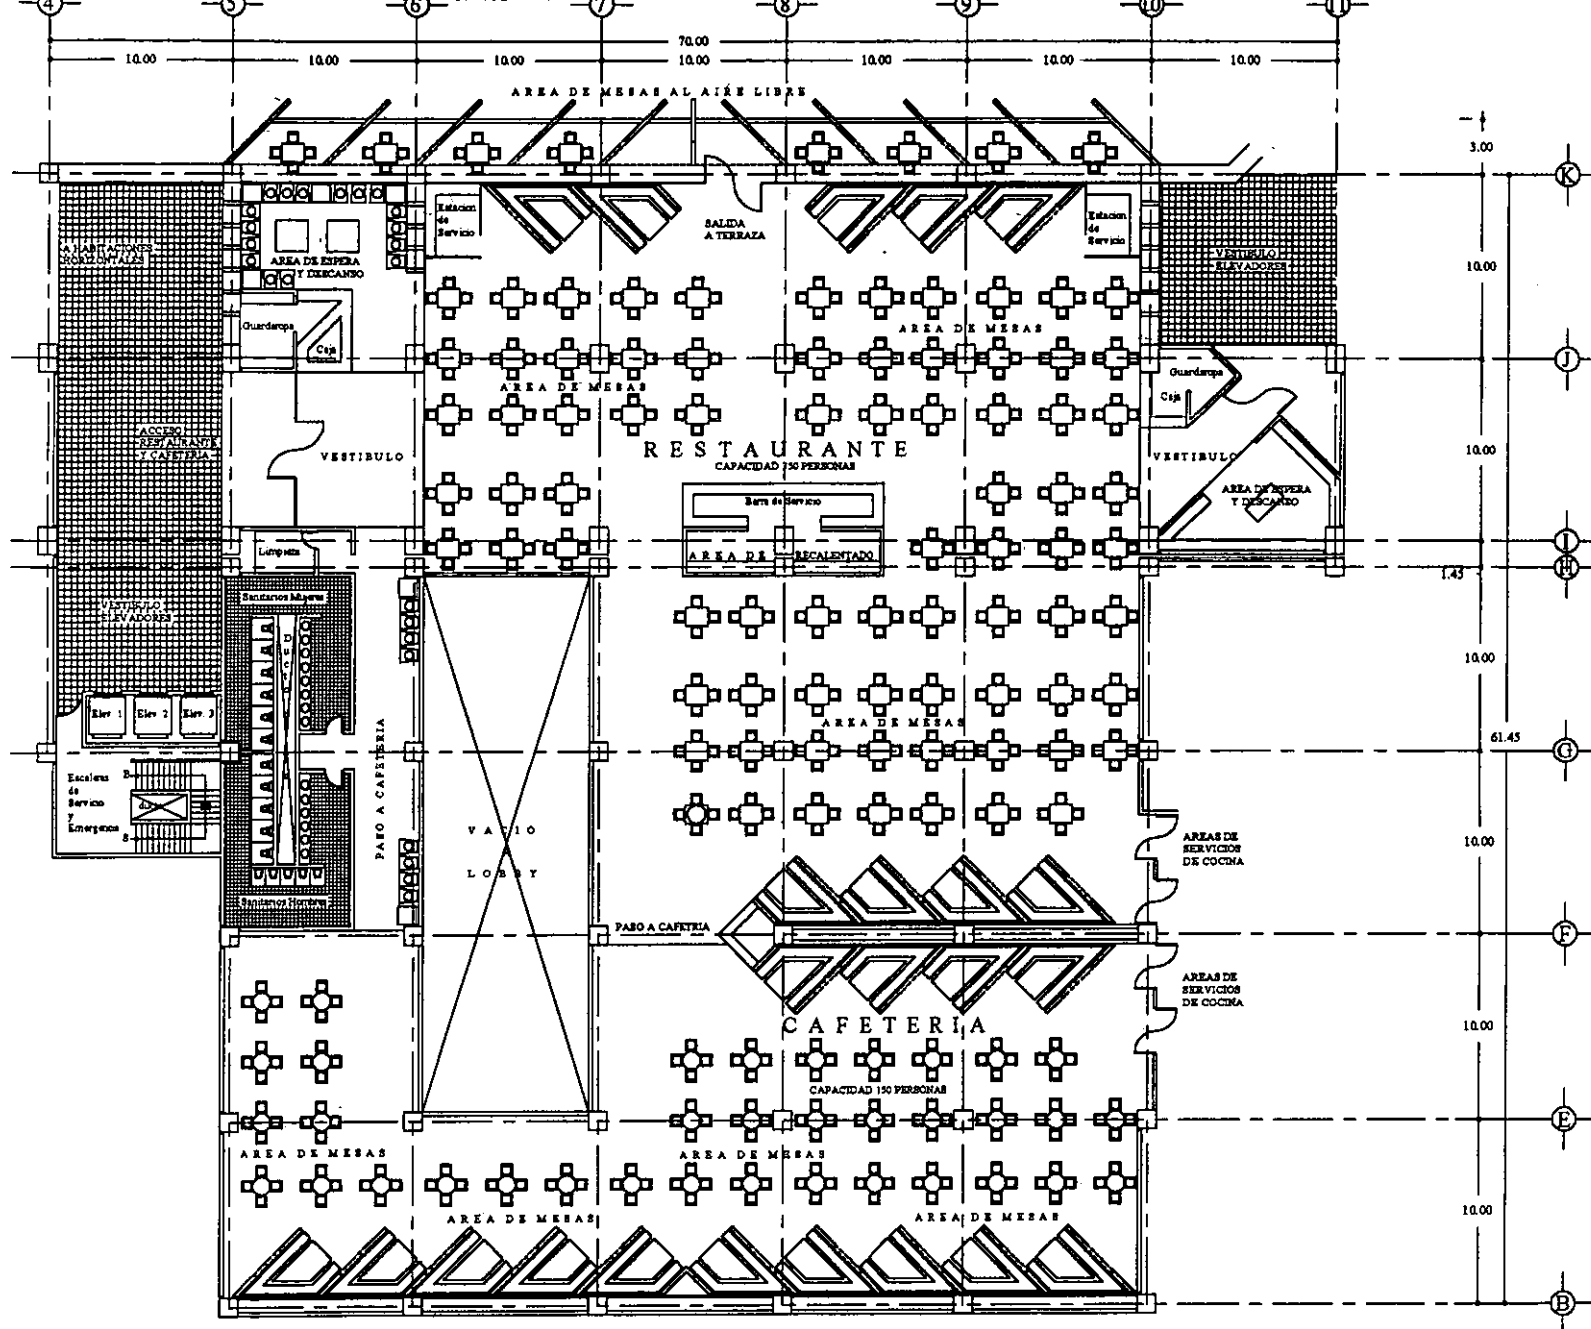 4 5 6 7 8 9 10 11
70.00
10.00 10.00 10.00 10.00 10.00 10.00 10.00
AREA DE MESAS AL AIRE LIBRE
3.00
K
Estacion
de
Servicio
SALIDA
A TERRAZA
Estacion
de
Servicio
A HABITACIONES
HORIZONTALES
AREA DE ESPERA
Y DESCANSO
VESTIBULO
ELEVADORES
10.00
Guardaropa
Caja
AREA DE MESAS
J
Guardaropa
Caja
AREA DE MESAS
ACCESO
RESTAURANTE
Y CAFETERIA
VESTIBULO
RESTAURANTE
CAPACIDAD 350 PERSONAS
VESTIBULO
10.00
AREA DE ESPERA
Y DESCANSO
Barra de Servicio
I
Limpieza
AREA DE RECALENTADO
H
1.45
Sanitarios Mujeres
VESTIBULO
ELEVADORES
Ducto
10.00
Elev. 1 Elev. 2 Elev. 3
AREA DE MESAS
61.45
G
PASO A CAFETERIA
Escaleras
de
Servicio
y
Emergencia
B
S
VACIO
LOBBY
AREAS DE
SERVICIOS
DE COCINA
10.00
Sanitarios Hombres
PASO A CAFETRIA
F
AREAS DE
SERVICIOS
DE COCINA
CAFETERIA
10.00
CAPACIDAD 150 PERSONAS
E
AREA DE MESAS
AREA DE MESAS
10.00
AREA DE MESAS
AREA DE MESAS
B